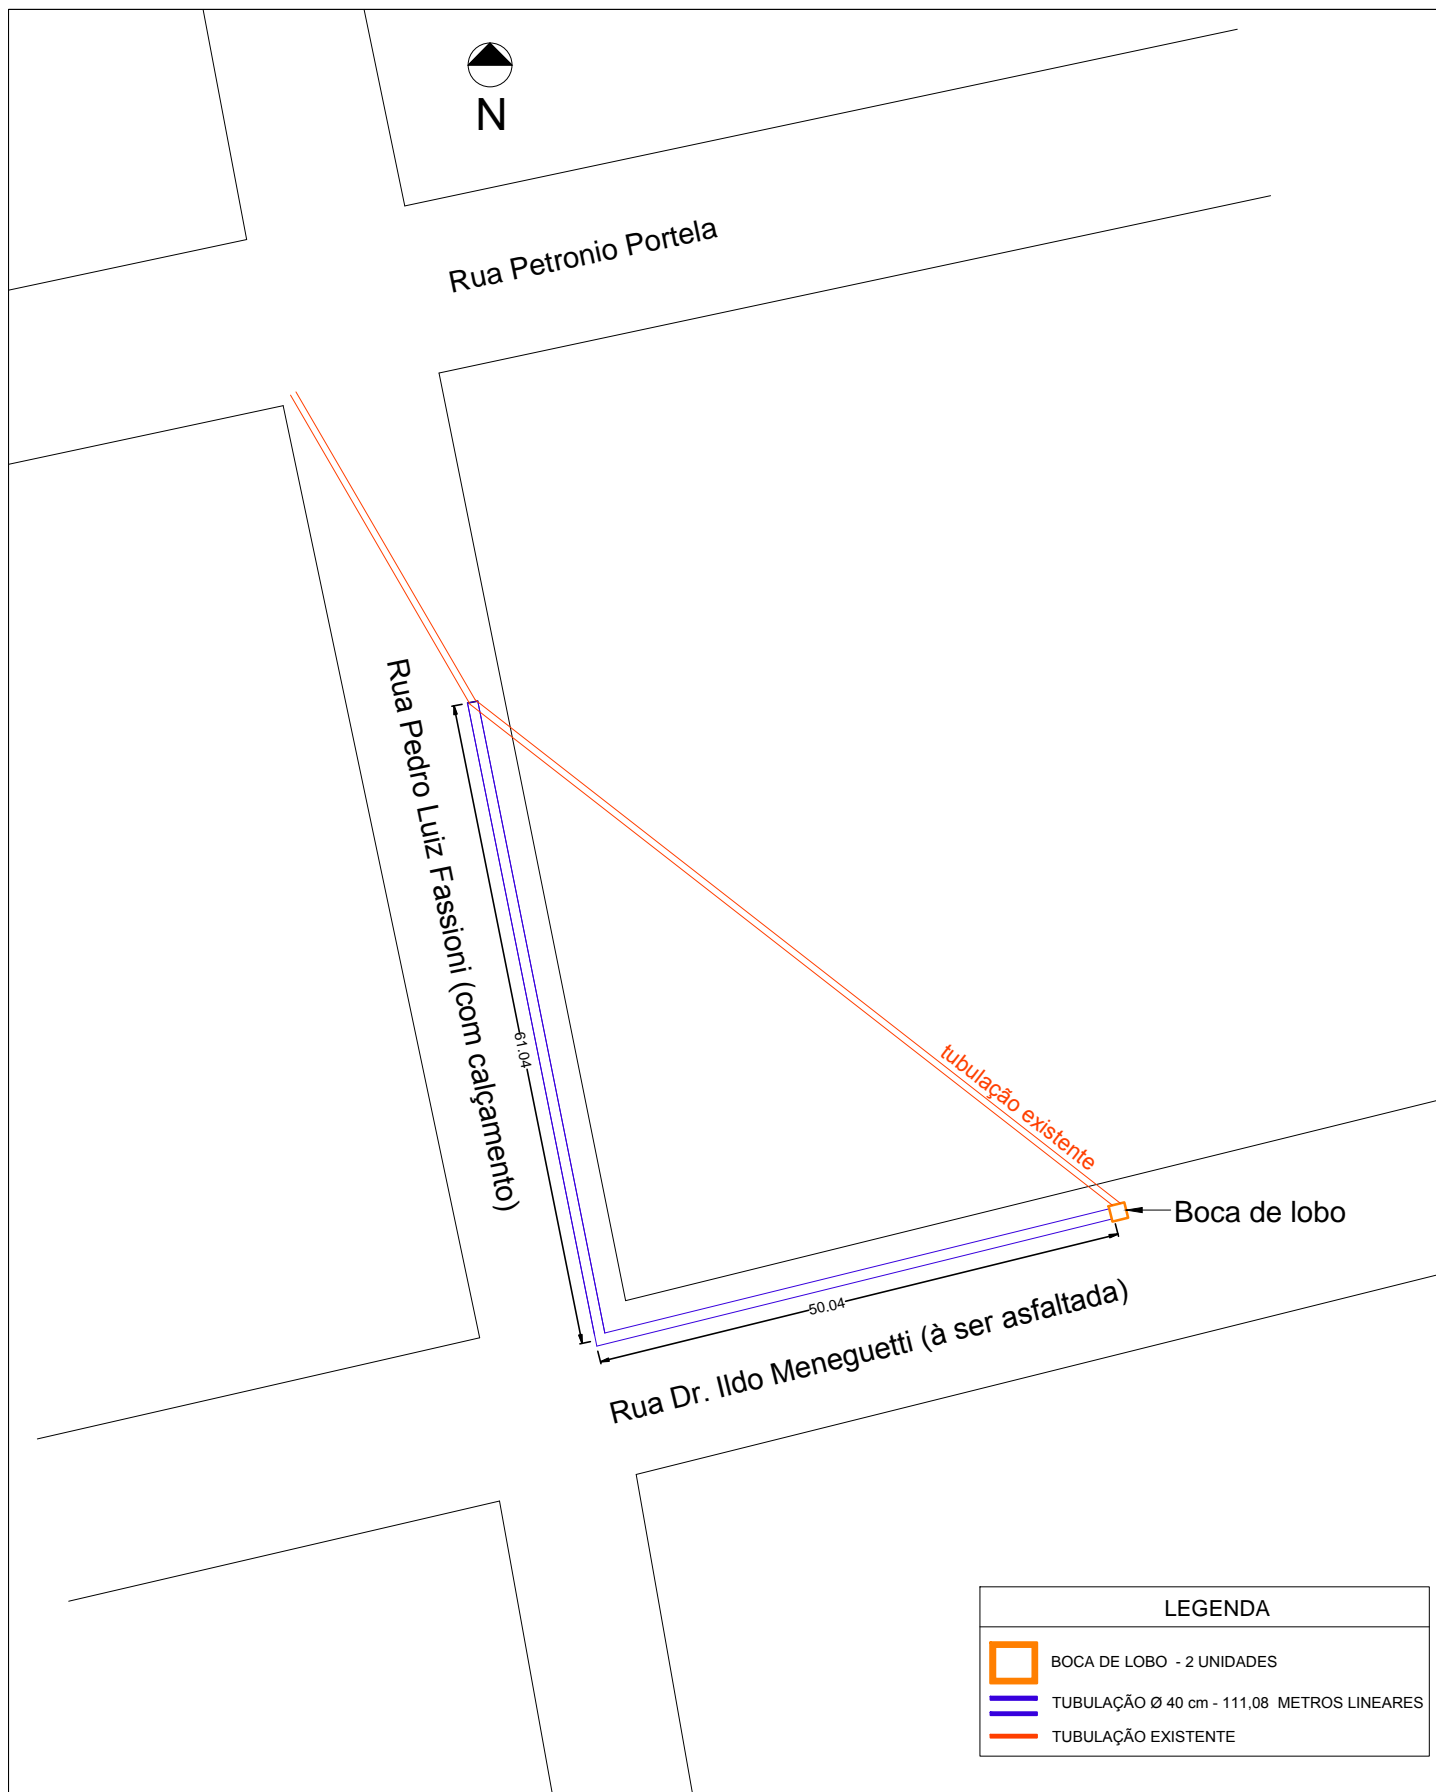 N
Rua Petronio Portela
Rua Pedro Luiz Fassioni (com calçamento)
61.04
tubulação existente
Boca de lobo
50.04
Rua Dr. Ildo Meneguetti (à ser asfaltada)
LEGENDA
BOCA DE LOBO - 2 UNIDADES
TUBULAÇÃO Ø 40 cm - 111,08 METROS LINEARES
TUBULAÇÃO EXISTENTE